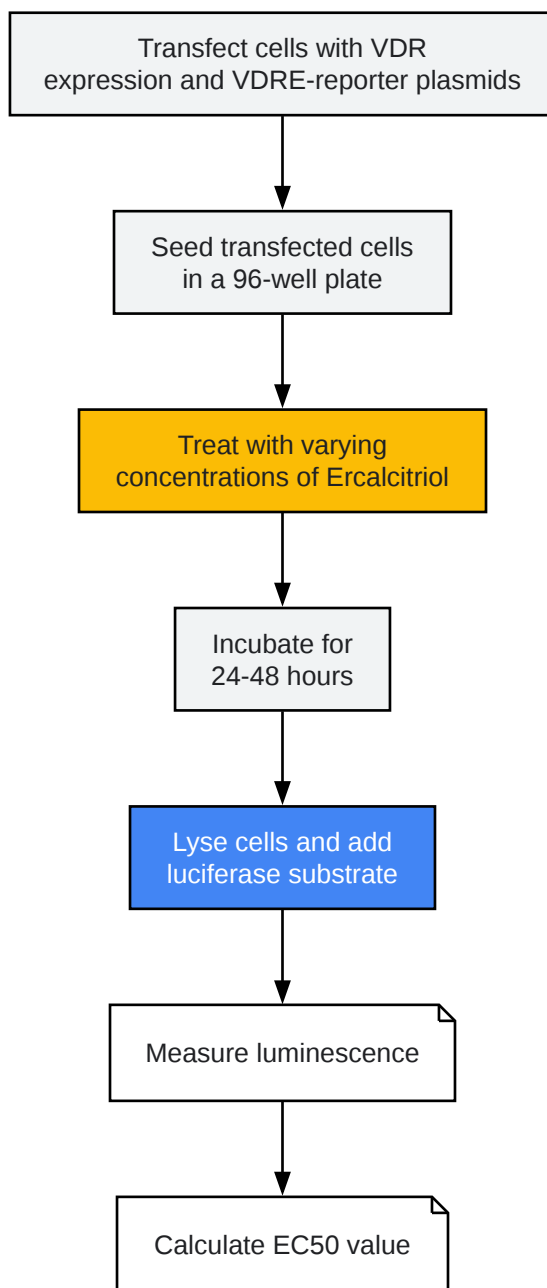 Transfect cells with VDR
expression and VDRE-reporter plasmids
Seed transfected cells
in a 96-well plate
Treat with varying
concentrations of Ercalcitriol
Incubate for
24-48 hours
Lyse cells and add
luciferase substrate
Measure luminescence
Calculate EC50 value